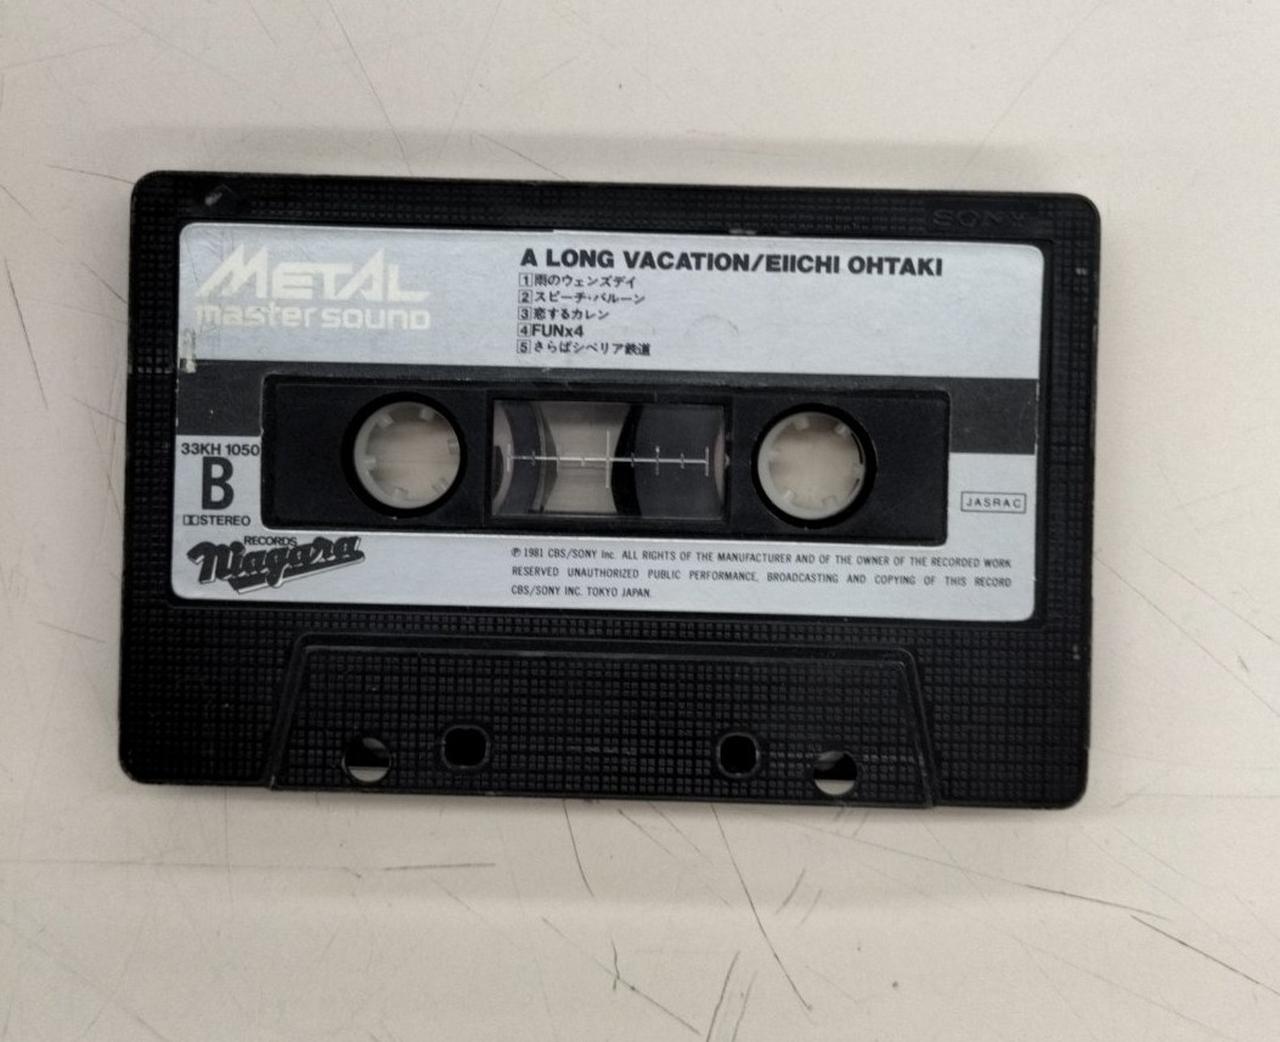 SONY
METAL
master sound
A LONG VACATION/EIICHI OHTAKI
1 雨のウェンズデイ
2 スピーチ・バルーン
3 恋するカレン
4 FUNx4
5 さらばシベリア鉄道
33KH 1050
B
STEREO
JASRAC
RECORDS
Niagara
℗ 1981 CBS/SONY Inc. ALL RIGHTS OF THE MANUFACTURER AND OF THE OWNER OF THE RECORDED WORK
RESERVED UNAUTHORIZED PUBLIC PERFORMANCE, BROADCASTING AND COPYING OF THIS RECORD
CBS/SONY INC. TOKYO JAPAN.